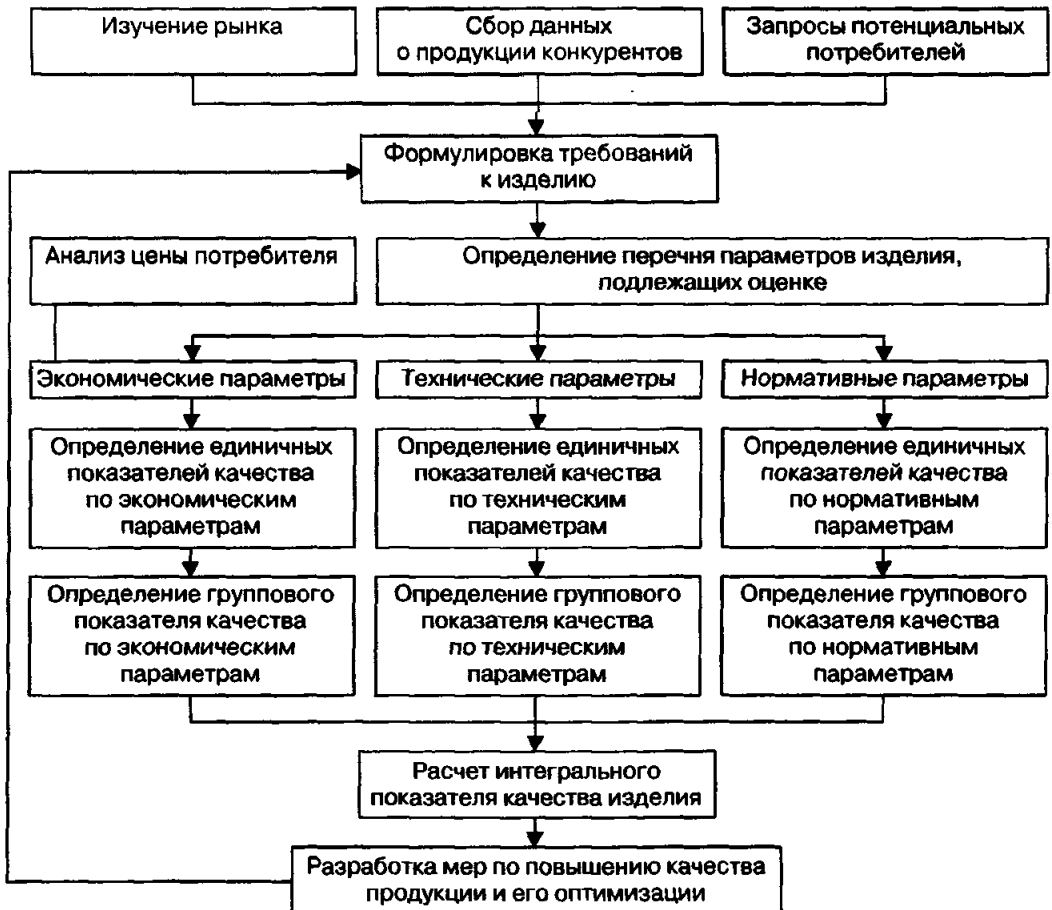 Изучение рынка
Сбор данных
о продукции конкурентов
Запросы потенциальных
потребителей
Формулировка требований
к изделию
Анализ цены потребителя
Определение перечня параметров изделия,
подлежащих оценке
Экономические параметры
Технические параметры
Нормативные параметры
Определение единичных
показателей качества
по экономическим
параметрам
Определение единичных
показателей качества
по техническим
параметрам
Определение единичных
показателей качества
по нормативным
параметрам
Определение группового
показателя качества
по экономическим
параметрам
Определение группового
показателя качества
по техническим
параметрам
Определение группового
показателя качества
по нормативным
параметрам
Расчет интегрального
показателя качества изделия
Разработка мер по повышению качества
продукции и его оптимизации